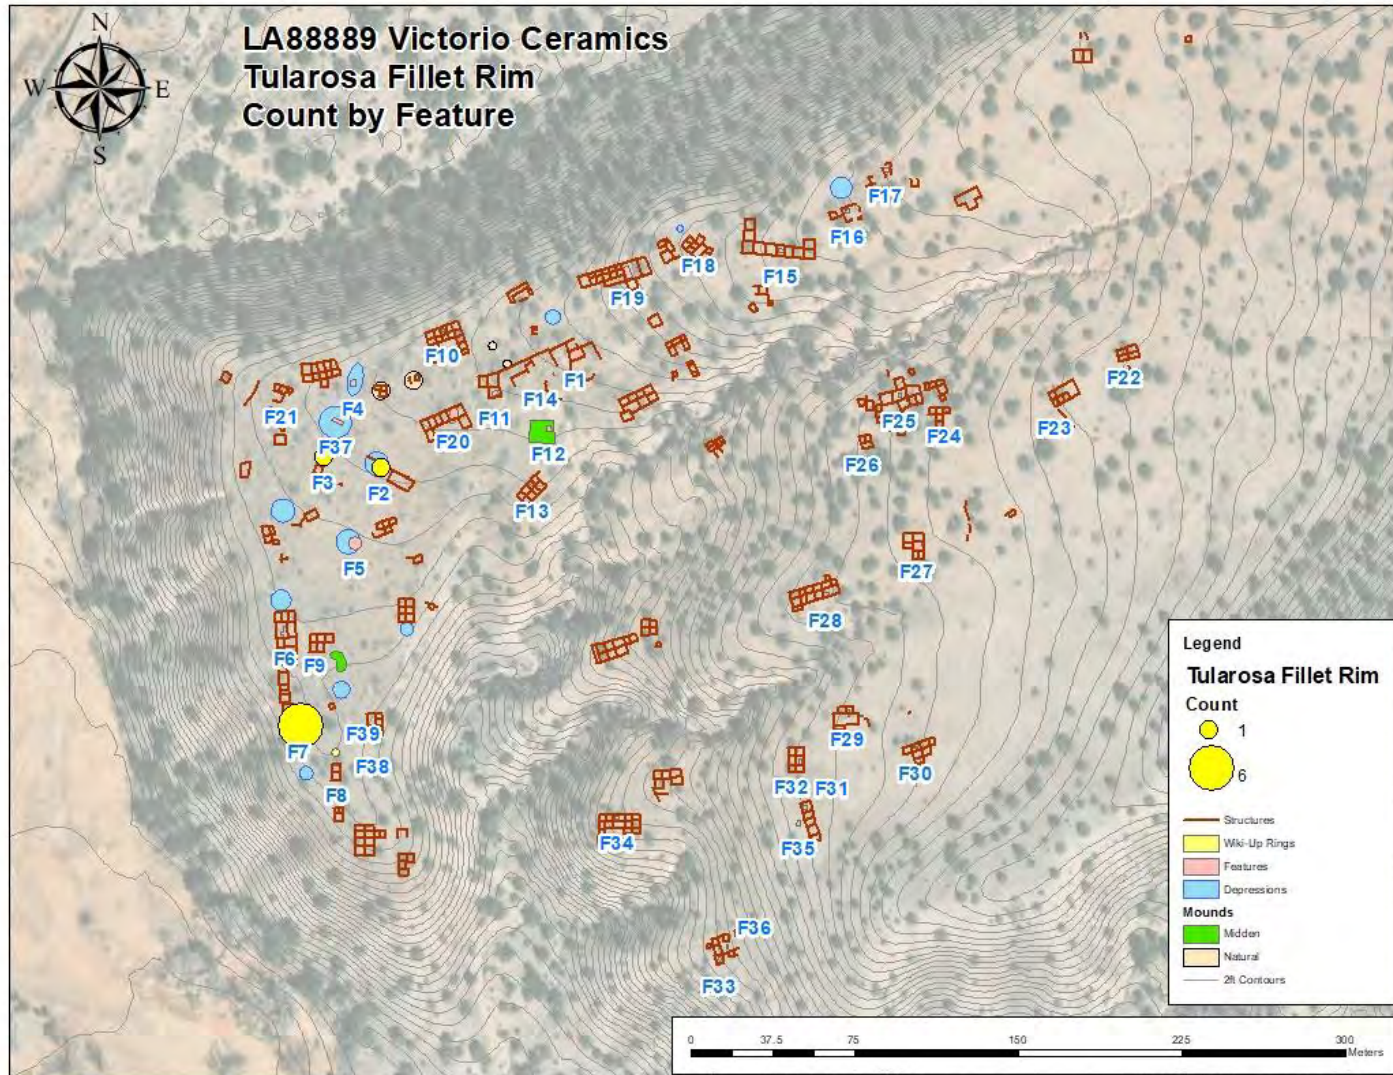 N
W E
S
LA88889 Victorio Ceramics
Tularosa Fillet Rim
Count by Feature
F17
F16
F18
F15
F19
F10
F1
F14
F11
F22
F4
F21
F20
F25
F24
F23
F37
F12
F26
F3
F2
F13
F5
F27
F28
F6 F9
F7
F39
F38
F8
F29
F30
F32 F31
F34
F35
F36
F33
Legend
Tularosa Fillet Rim
Count
1
6
Structures
Wiki-Up Rings
Features
Depressions
Mounds
Midden
Natural
2ft Contours
0 37.5 75 150 225 300
Meters